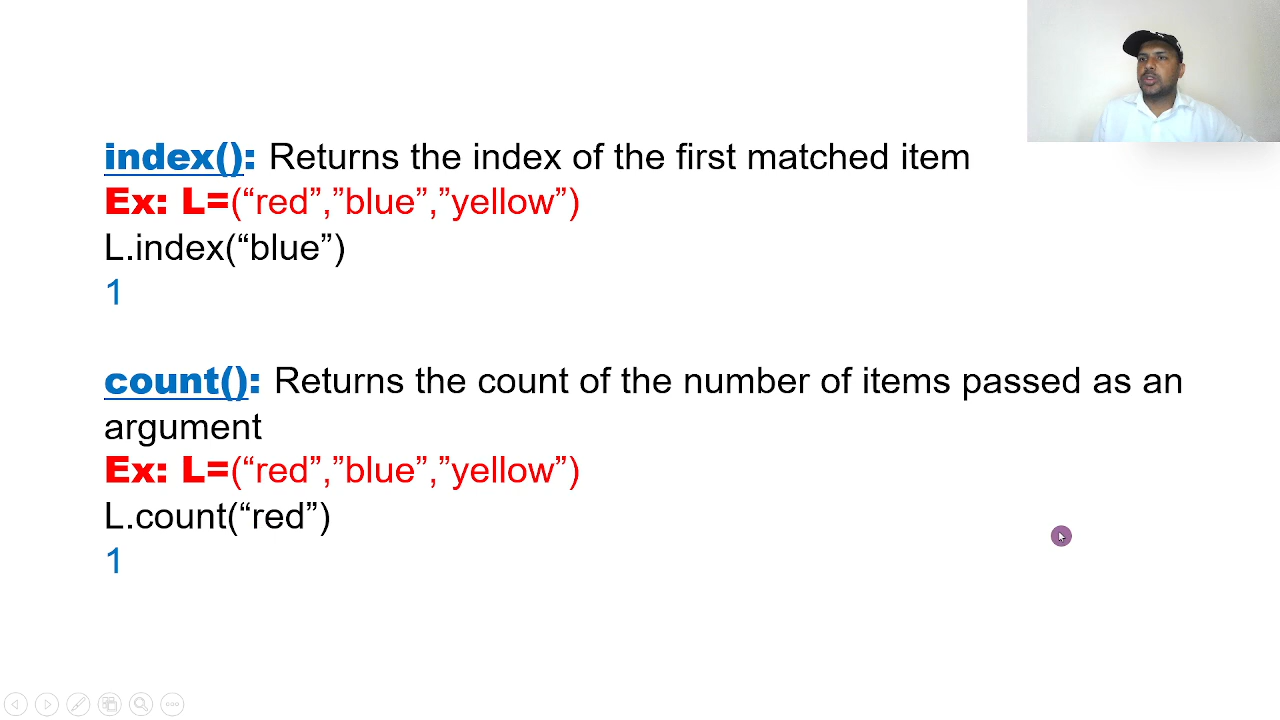 index(): Returns the index of the first matched item
Ex: L=(“red”,”blue”,”yellow”)
L.index(“blue”)
1
count(): Returns the count of the number of items passed as an
argument
Ex: L=(“red”,”blue”,”yellow”)
L.count(“red”)
1